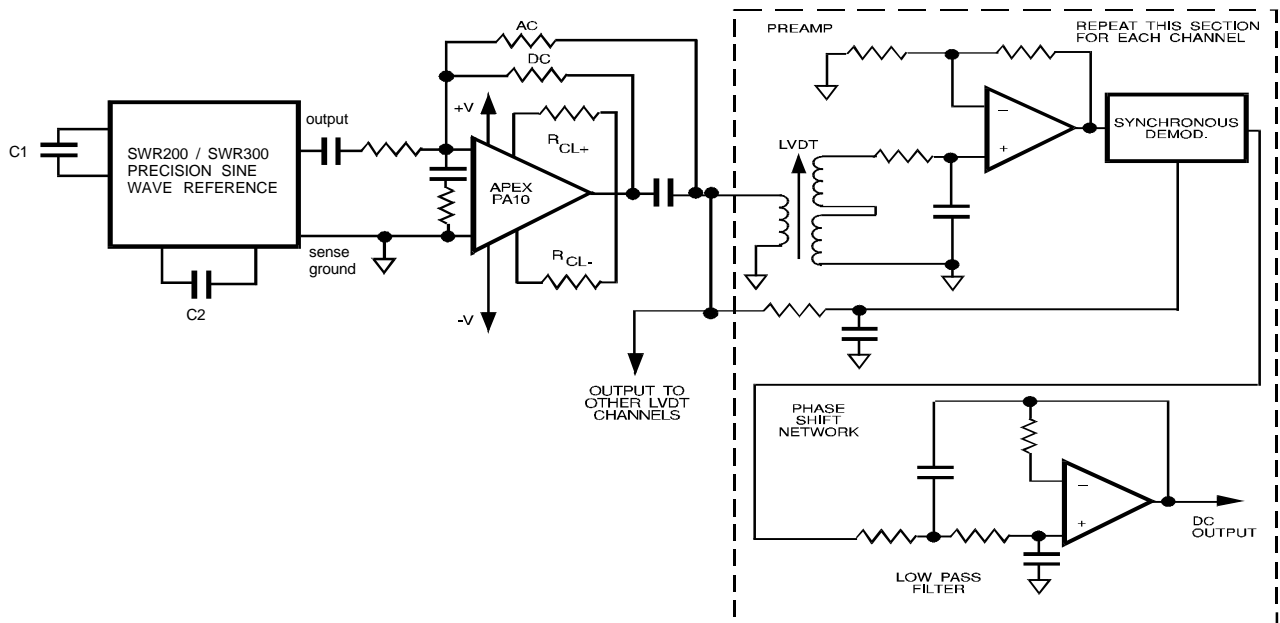 AC
DC
PREAMP
REPEAT THIS SECTION
FOR EACH CHANNEL
output
+V
R CL+
C1
SWR200 / SWR300
PRECISION SINE
WAVE REFERENCE
APEX
PA10
LVDT
−
+
SYNCHRONOUS
DEMOD.
sense
ground
R CL-
C2
-V
OUTPUT TO
OTHER LVDT
CHANNELS
PHASE
SHIFT
NETWORK
−
+
DC
OUTPUT
LOW PASS
FILTER